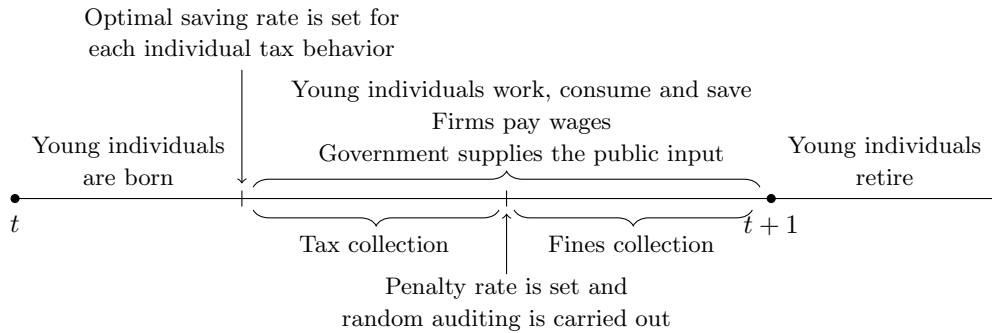 Optimal saving rate is set for
each individual tax behavior
Young individuals work, consume and save
Firms pay wages
Government supplies the public input
Young individuals
are born
Young individuals
retire
t
t + 1
Tax collection
Fines collection
Penalty rate is set and
random auditing is carried out